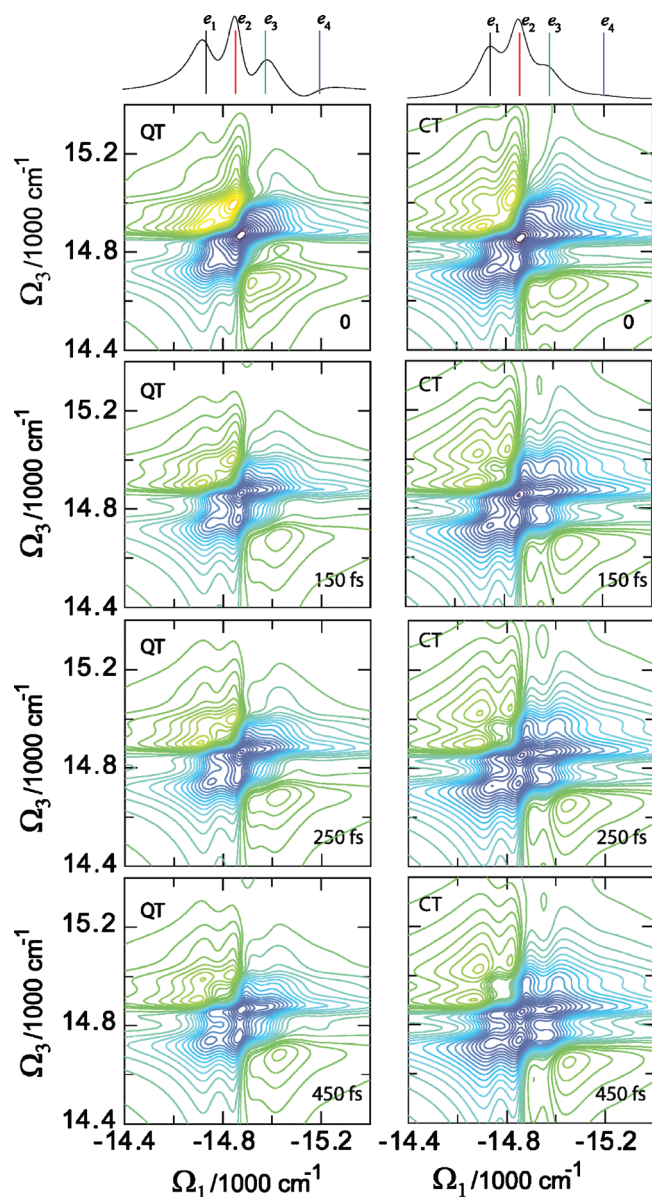 e1 e2 e3 e4
e1 e2 e3 e4
QT
CT
Ω3/1000 cm-1
15.2
14.8
14.4
0
0
QT
CT
Ω3/1000 cm-1
15.2
14.8
14.4
150 fs
150 fs
QT
CT
Ω3/1000 cm-1
15.2
14.8
14.4
250 fs
250 fs
QT
CT
Ω3/1000 cm-1
15.2
14.8
14.4
450 fs
450 fs
-14.4 -14.8 -15.2
-14.4 -14.8 -15.2
Ω1/1000 cm-1
Ω1/1000 cm-1